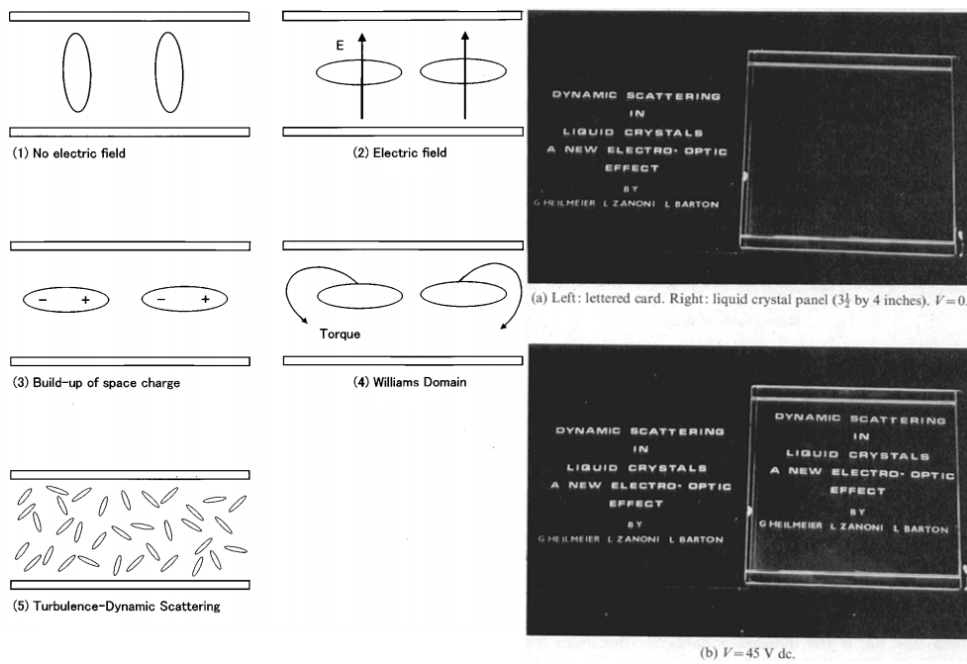 E
(1) No electric field
(2) Electric field
- + - +
(3) Build-up of space charge
Torque
(4) Williams Domain
(5) Turbulence-Dynamic Scattering
DYNAMIC SCATTERING
IN
LIQUID CRYSTALS
A NEW ELECTRO-OPTIC
EFFECT
BY
G HEILMEIER L ZANONI L BARTON
(a) Left: lettered card. Right: liquid crystal panel (3½ by 4 inches). V=0.
DYNAMIC SCATTERING
IN
LIQUID CRYSTALS
A NEW ELECTRO-OPTIC
EFFECT
BY
G HEILMEIER L ZANONI L BARTON
DYNAMIC SCATTERING
IN
LIQUID CRYSTALS
A NEW ELECTRO-OPTIC
EFFECT
BY
G HEILMEIER L ZANONI L BARTON
(b) V=45 V dc.